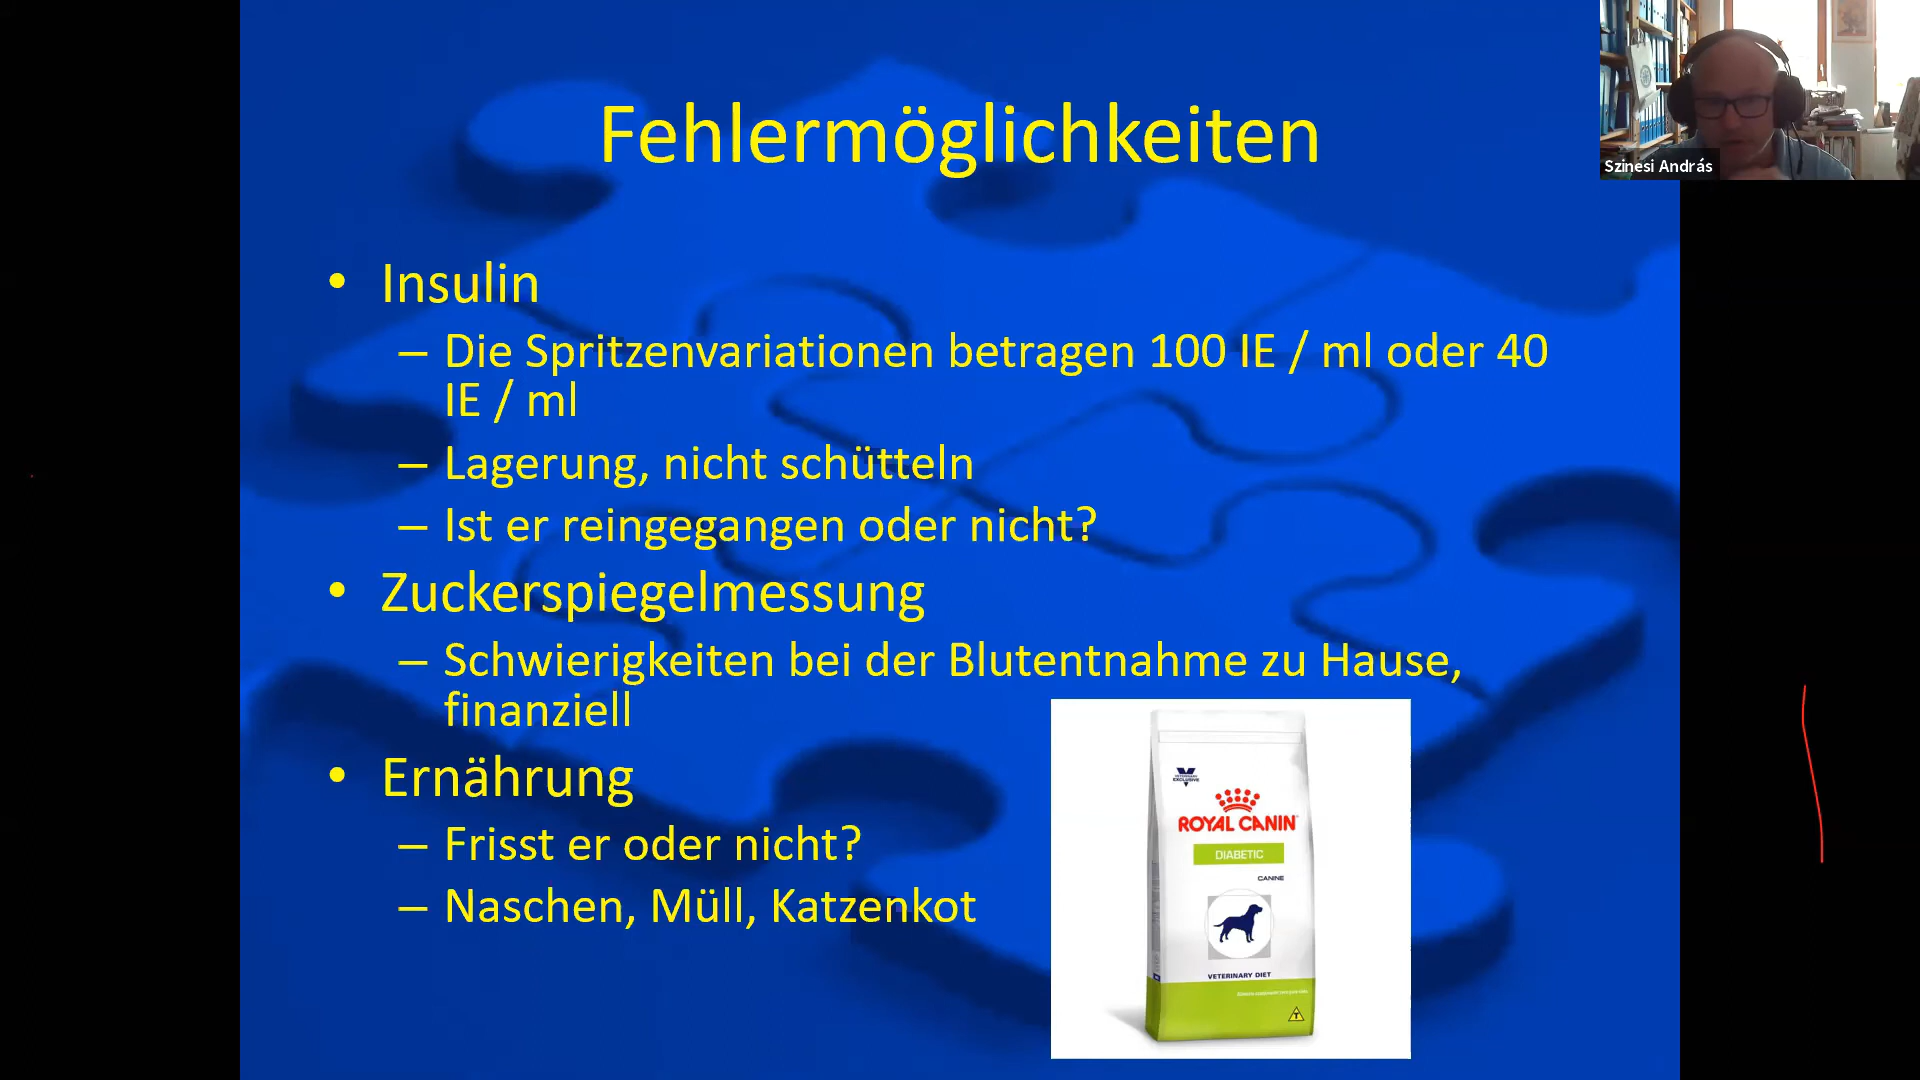 Fehlermöglichkeiten
Szinesi András
• Insulin
– Die Spritzenvariationen betragen 100 IE / ml oder 40
IE / ml
– Lagerung, nicht schütteln
– Ist er reingegangen oder nicht?
• Zuckerspiegelmessung
– Schwierigkeiten bei der Blutentnahme zu Hause,
finanziell
• Ernährung
– Frisst er oder nicht?
– Naschen, Müll, Katzenkot
VETERINARY
EXCLUSIVE
ROYAL CANIN
DIABETIC
CANINE
VETERINARY DIET